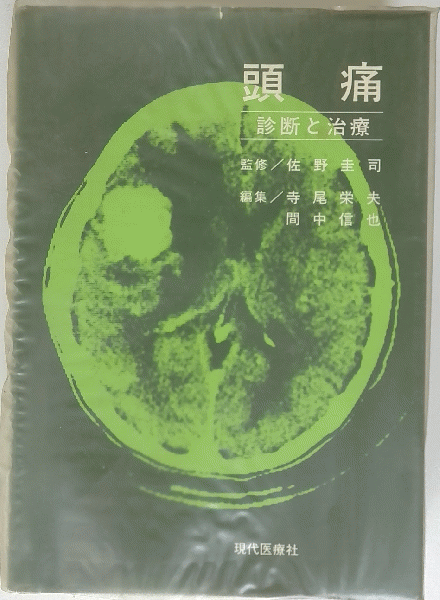 頭 痛
診断と治療
監修／佐野圭司
編集／寺尾栄夫
間中信也
現代医療社